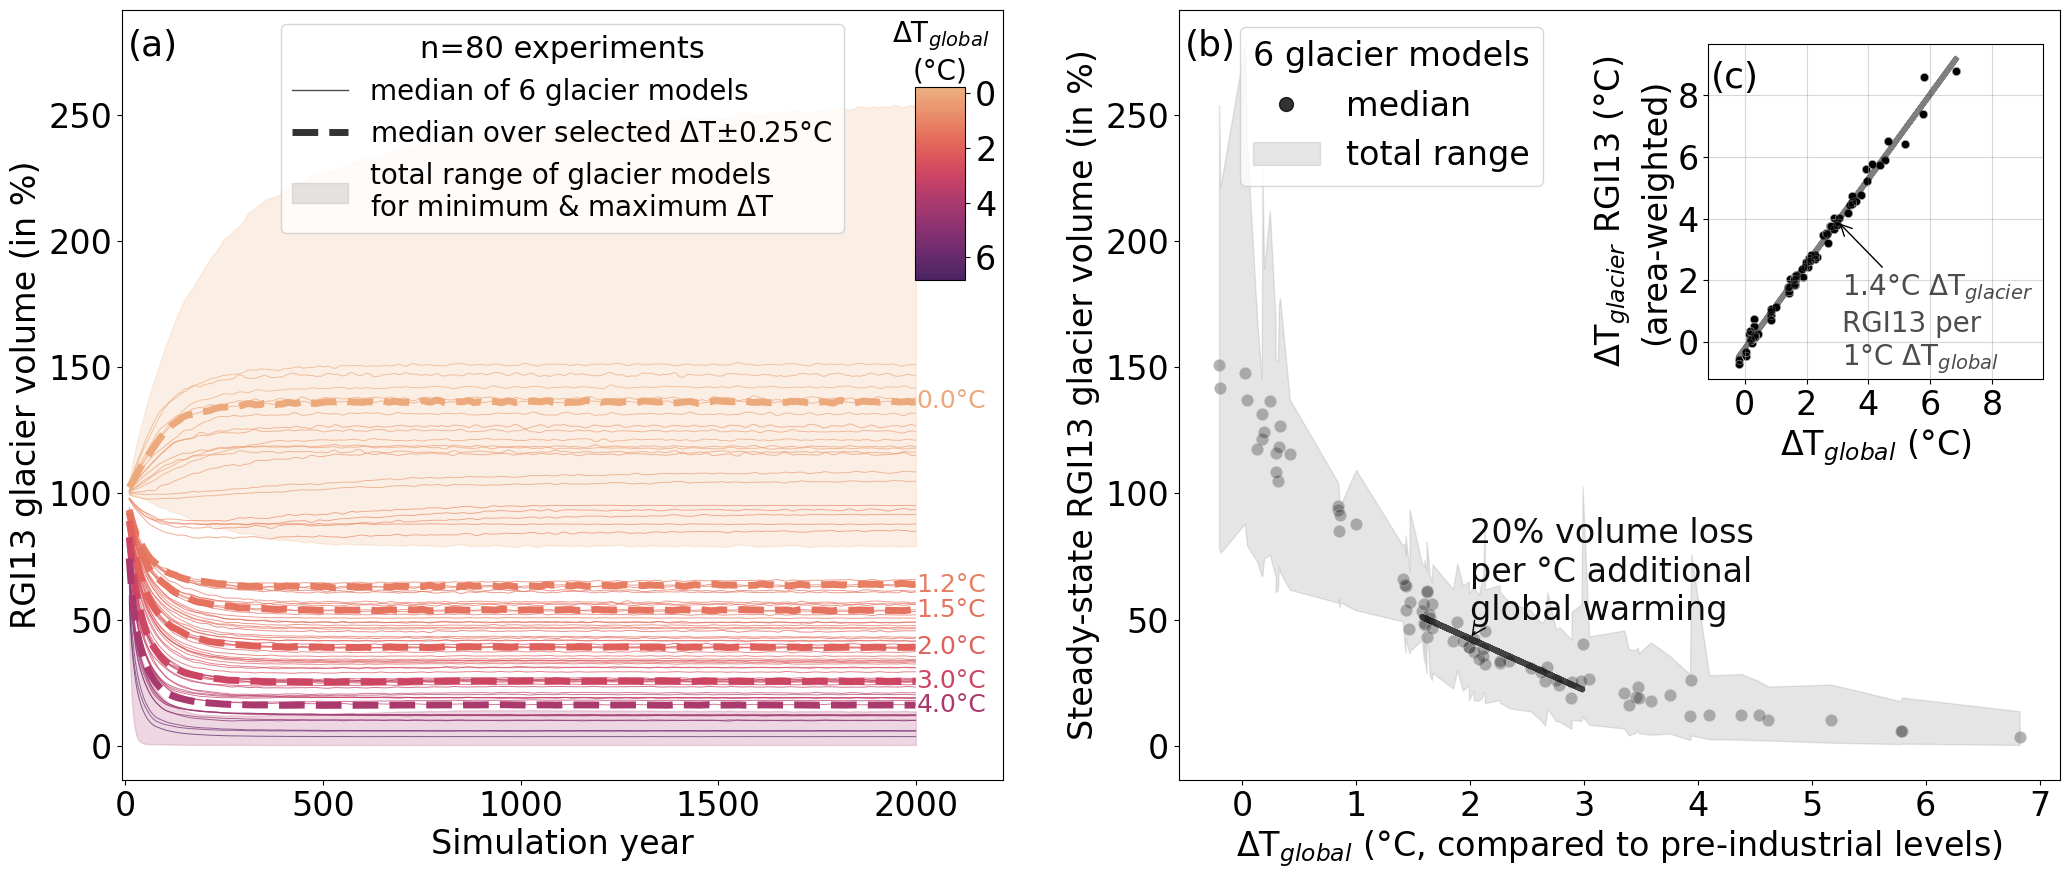 (a)
n=80 experiments
median of 6 glacier models
median over selected ΔT±0.25°C
total range of glacier models
for minimum & maximum ΔT
ΔTglobal
(°C)
0
2
4
6
RGI13 glacier volume (in %)
250
200
150
100
50
0
0.0°C
1.2°C
1.5°C
2.0°C
3.0°C
4.0°C
0 500 1000 1500 2000
Simulation year
(b)
6 glacier models
median
total range
Steady-state RGI13 glacier volume (in %)
250
200
150
100
50
0
20% volume loss
per °C additional
global warming
0 1 2 3 4 5 6 7
ΔTglobal (°C, compared to pre-industrial levels)
(c)
ΔTglacier RGI13 (°C)
(area-weighted)
8
6
4
2
0
1.4°C ΔTglacier
RGI13 per
1°C ΔTglobal
0 2 4 6 8
ΔTglobal (°C)